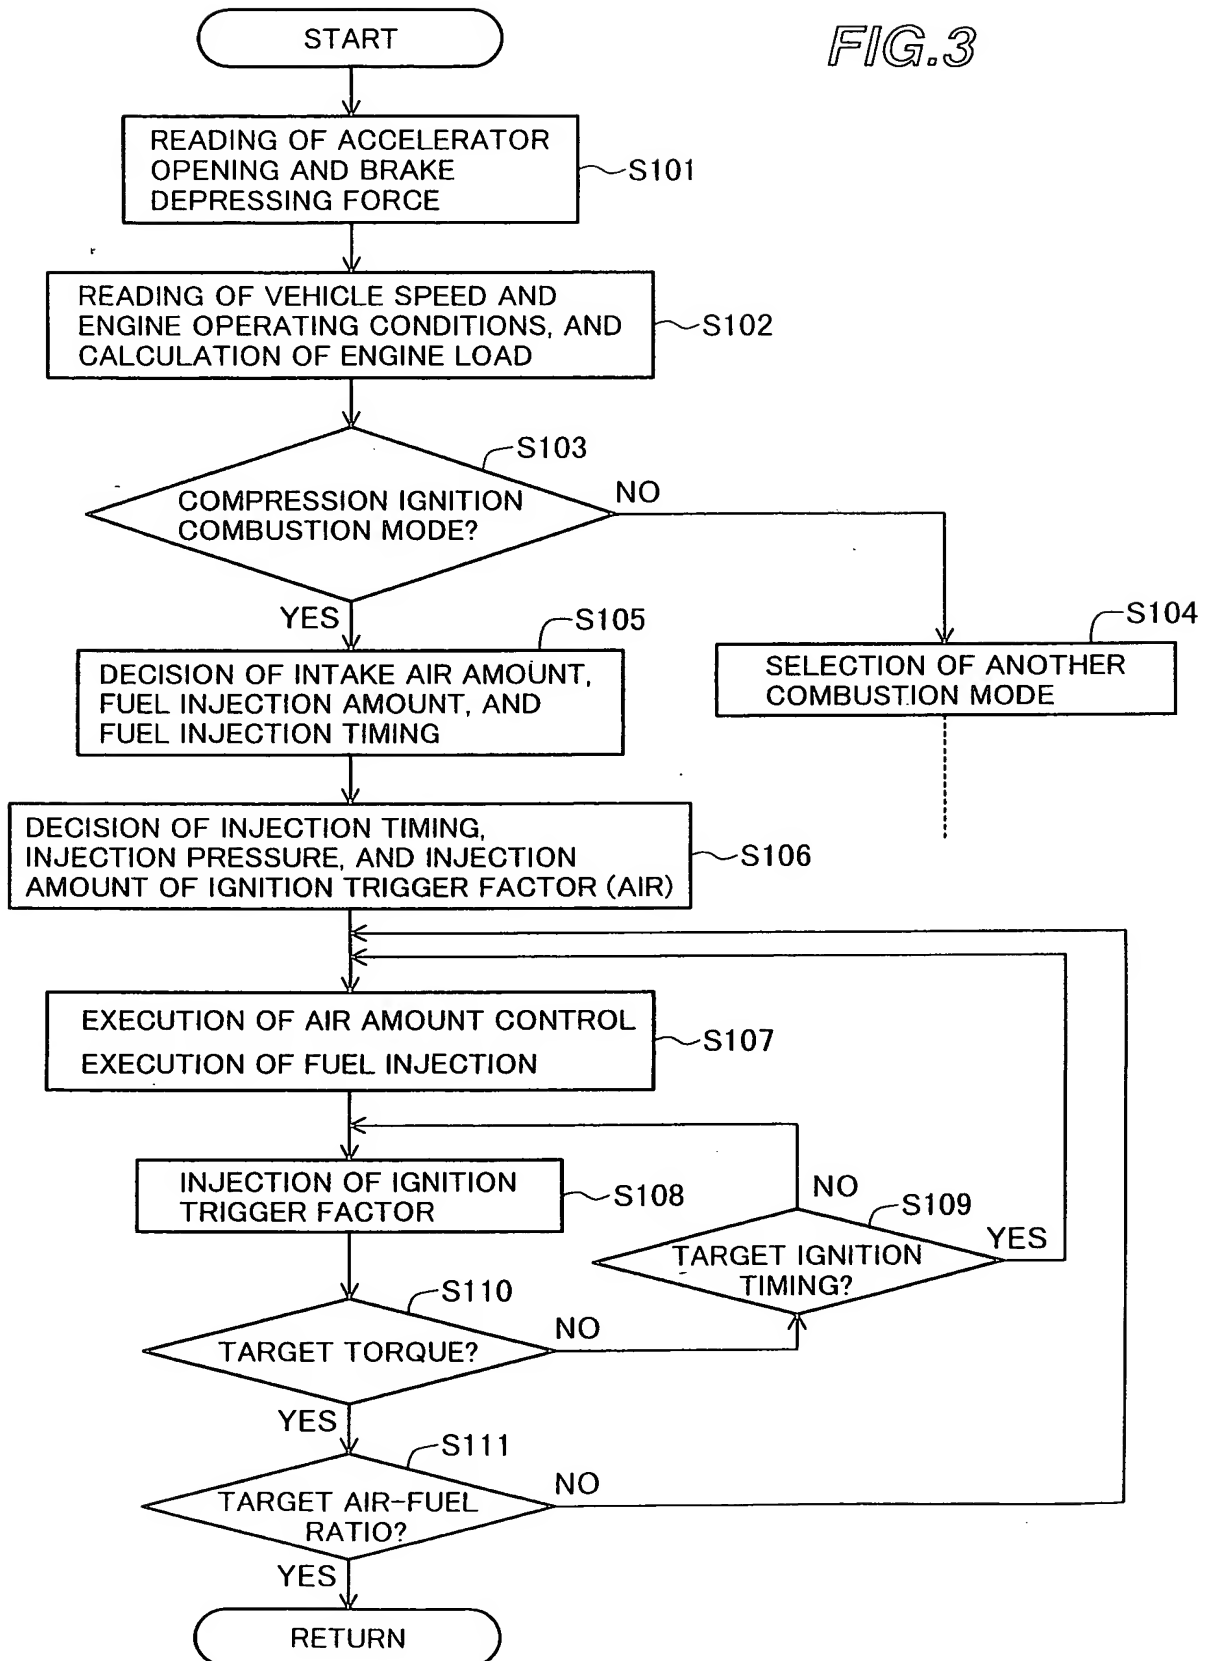 START
FIG.3
READING OF ACCELERATOR
OPENING AND BRAKE
DEPRESSING FORCE
S101
READING OF VEHICLE SPEED AND
ENGINE OPERATING CONDITIONS, AND
CALCULATION OF ENGINE LOAD
S102
S103
COMPRESSION IGNITION
COMBUSTION MODE?
NO
YES
S104
SELECTION OF ANOTHER
COMBUSTION MODE
S105
DECISION OF INTAKE AIR AMOUNT,
FUEL INJECTION AMOUNT, AND
FUEL INJECTION TIMING
DECISION OF INJECTION TIMING,
INJECTION PRESSURE, AND INJECTION
AMOUNT OF IGNITION TRIGGER FACTOR (AIR)
S106
EXECUTION OF AIR AMOUNT CONTROL
EXECUTION OF FUEL INJECTION
S107
INJECTION OF IGNITION
TRIGGER FACTOR
S108
NO
S109
TARGET IGNITION
TIMING?
YES
S110
TARGET TORQUE?
NO
YES
S111
TARGET AIR-FUEL
RATIO?
NO
YES
RETURN